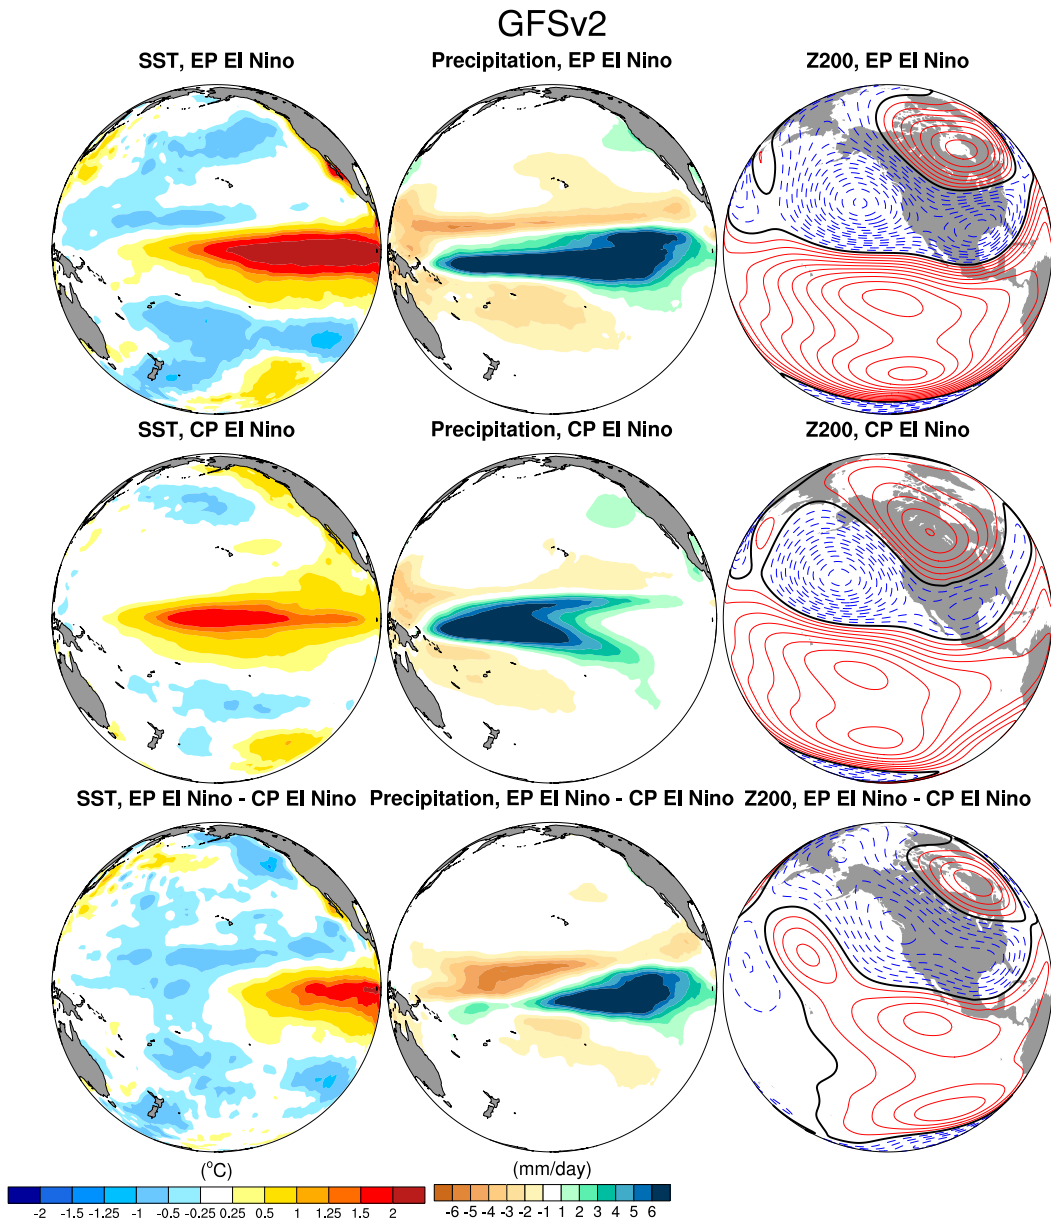 GFSv2
SST, EP El Nino
Precipitation, EP El Nino
Z200, EP El Nino
SST, CP El Nino
Precipitation, CP El Nino
Z200, CP El Nino
SST, EP El Nino - CP El Nino
Precipitation, EP El Nino - CP El Nino
Z200, EP El Nino - CP El Nino
(°C)
(mm/day)
-2 -1.5 -1.25 -1 -0.5 -0.25 0.25 0.5 1 1.25 1.5 2
-6 -5 -4 -3 -2 -1 1 2 3 4 5 6